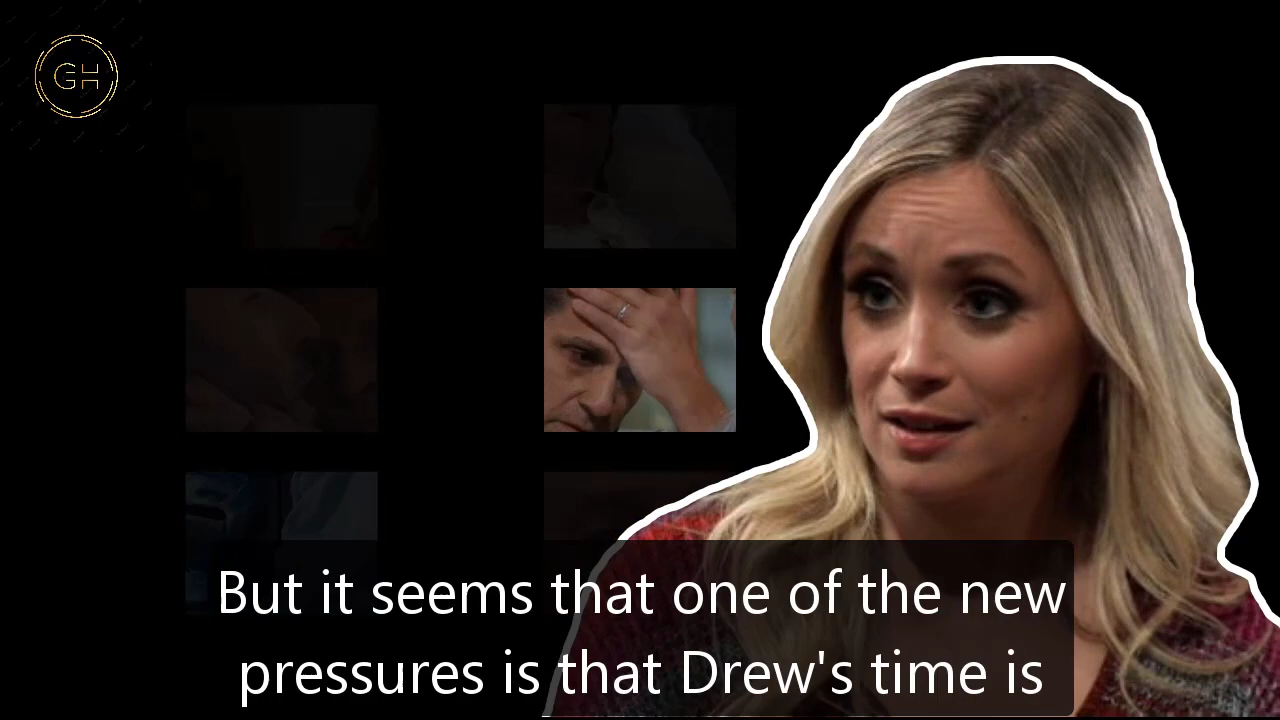 GH
But it seems that one of the new
pressures is that Drew's time is